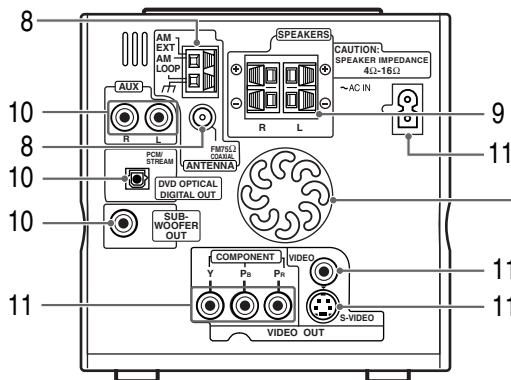 8
AM
EXT
AM
LOOP
SPEAKERS
CAUTION:
SPEAKER IMPEDANCE
4Ω-16Ω
~AC IN
+ +
− −
R L
9
11
10
AUX
R L
8
FM75Ω
COAXIAL
ANTENNA
10
PCM/
STREAM
DVD OPTICAL
DIGITAL OUT
10
SUB-
WOOFER
OUT
COMPONENT
Y PB PR
VIDEO
11
11
S-VIDEO
11
VIDEO OUT